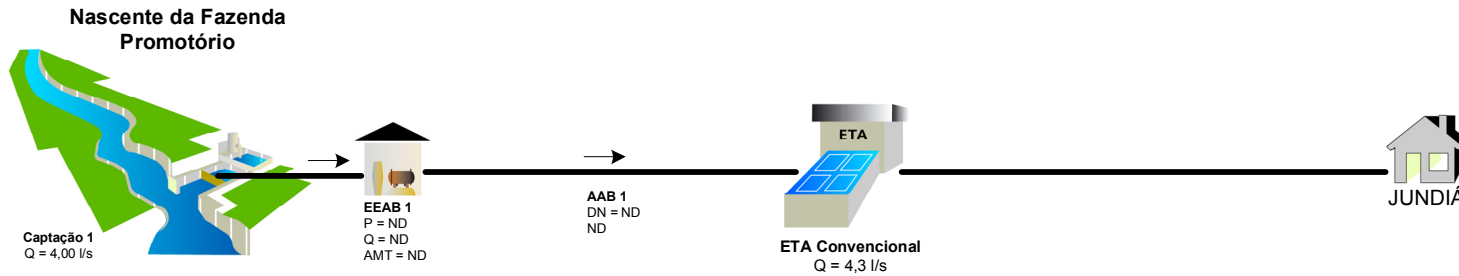 Nascente da Fazenda
Promotório
Captação 1
Q = 4,00 l/s
EEAB 1
P = ND
Q = ND
AMT = ND
AAB 1
DN = ND
ND
ETA
ETA Convencional
Q = 4,3 l/s
JUNDIÁ